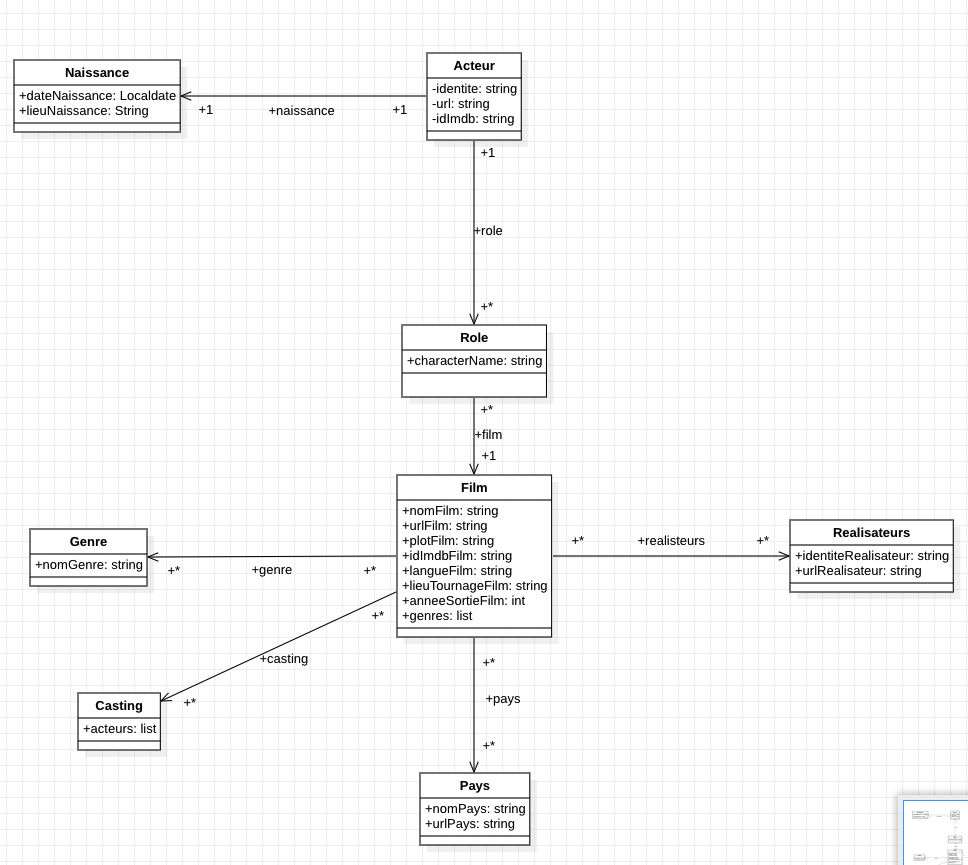 Naissance
+dateNaissance: Localdate
+lieuNaissance: String
Acteur
-identite: string
-url: string
-idImdb: string
+1
+naissance
+1
+1
+role
+*
Role
+characterName: string
+*
+film
+1
Film
+nomFilm: string
+urlFilm: string
+plotFilm: string
+idImdbFilm: string
+langueFilm: string
+lieuTournageFilm: string
+anneeSortieFilm: int
+genres: list
Genre
+nomGenre: string
+*
+genre
+*
+*
+realisteurs
+*
Realisateurs
+identiteRealisateur: string
+urlRealisateur: string
+*
+casting
+*
Casting
+acteurs: list
+*
+pays
+*
Pays
+nomPays: string
+urlPays: string